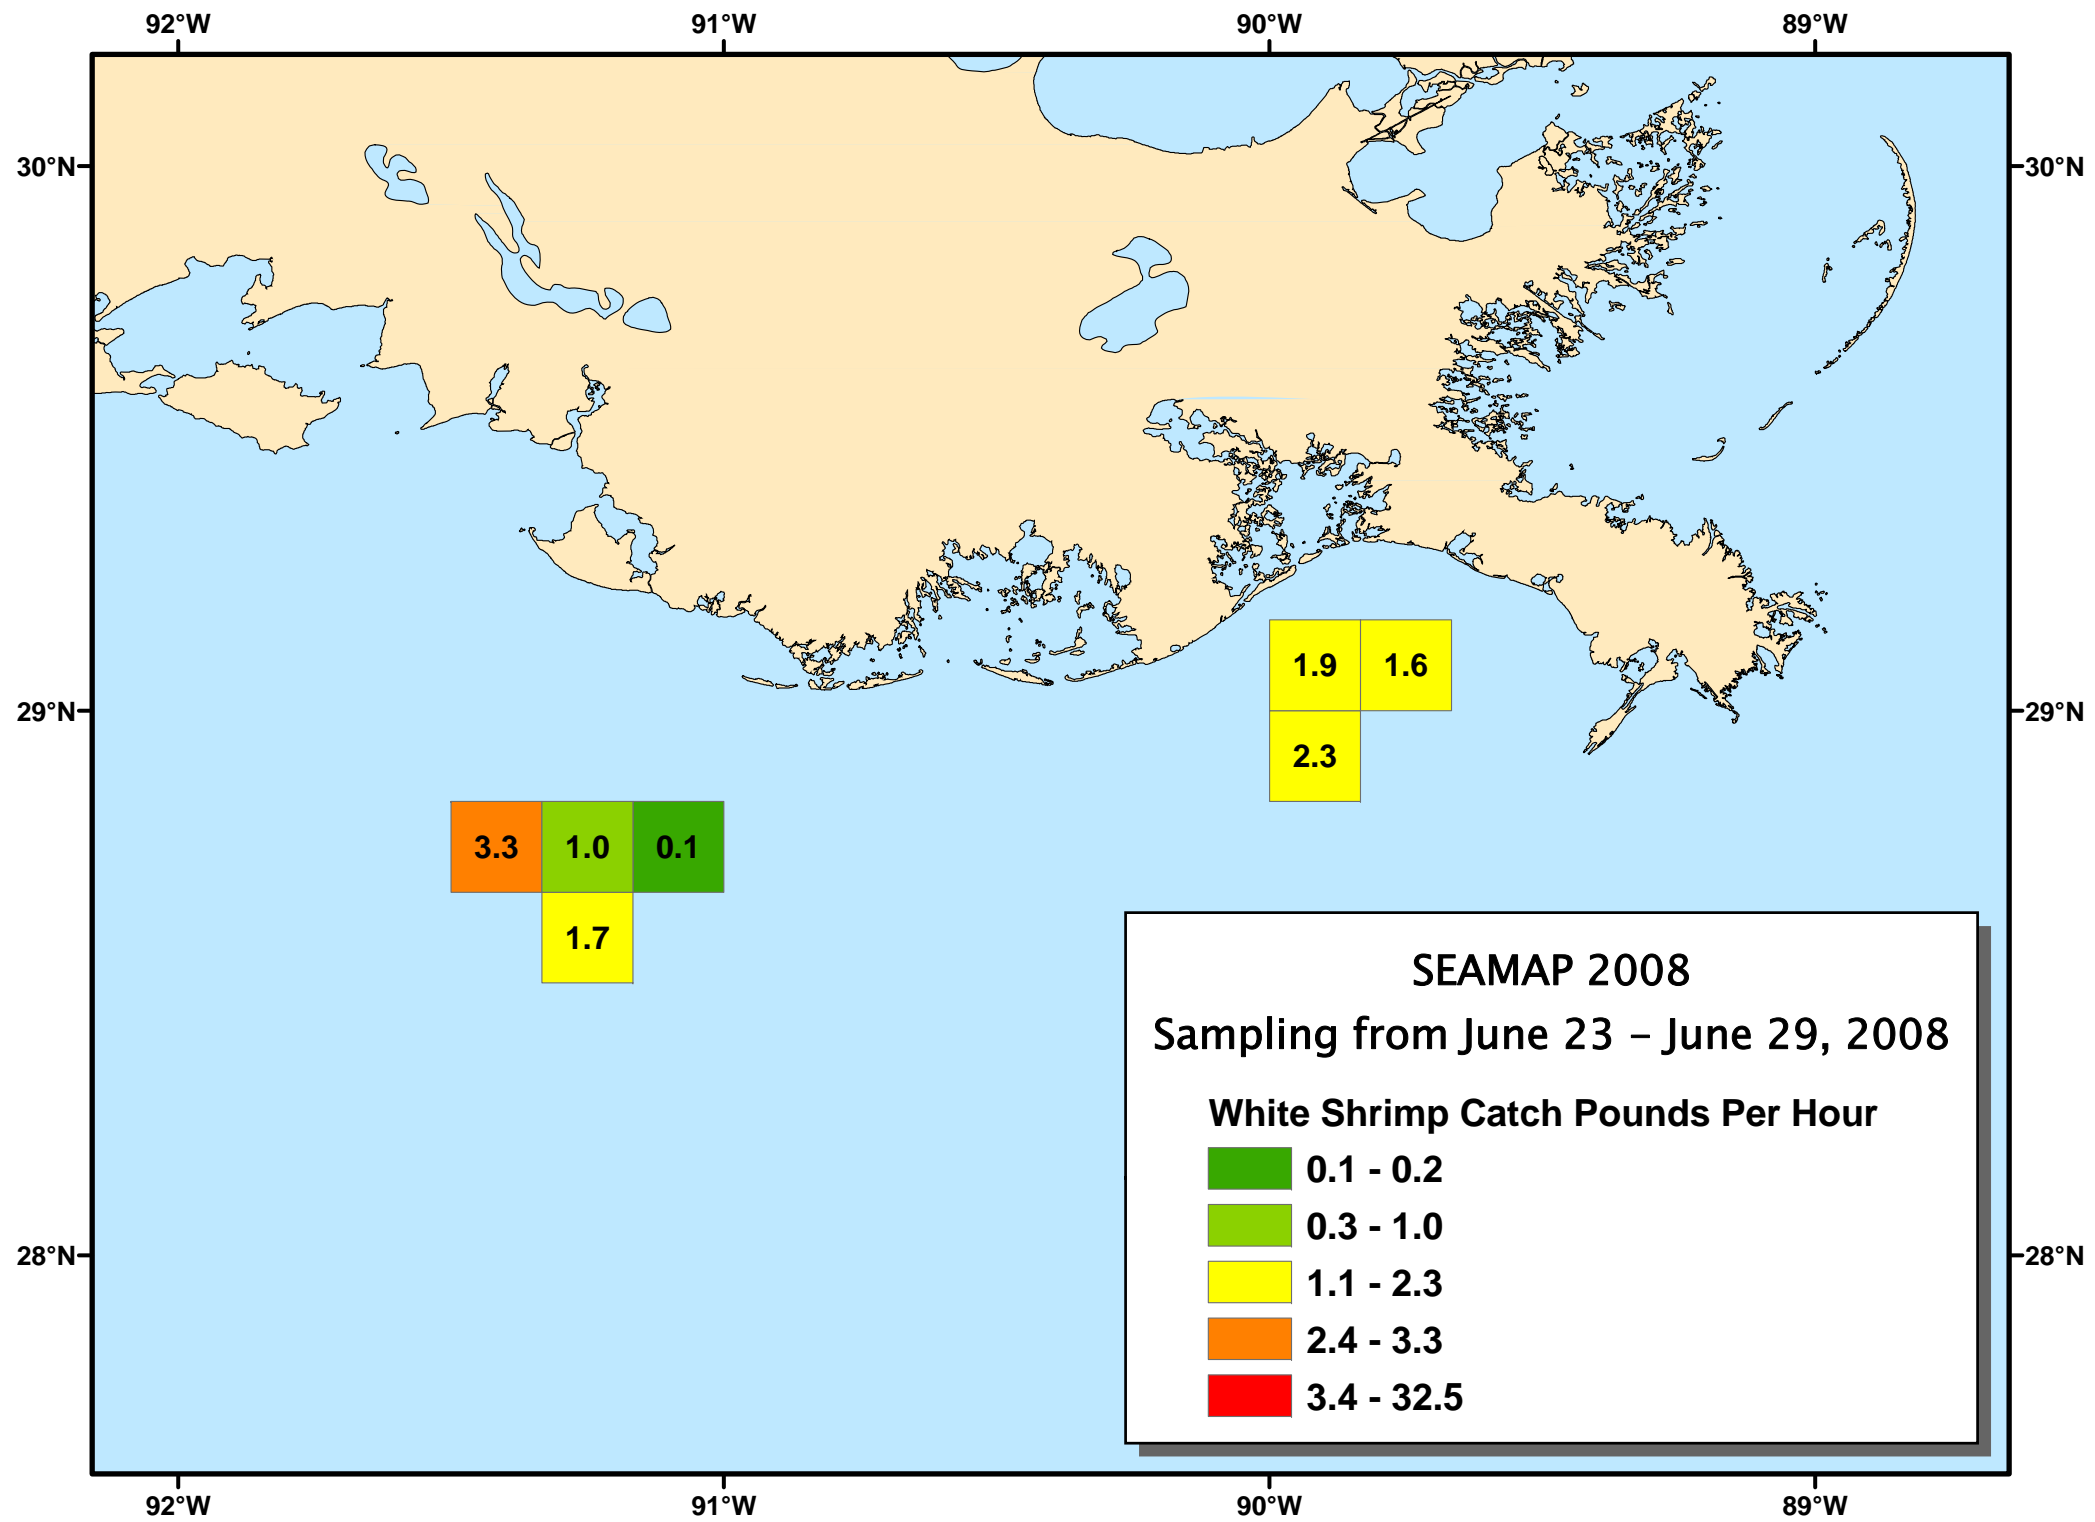 92°W 91°W 90°W 89°W
30°N 30°N
1.9 1.6
29°N 29°N
2.3
3.3 1.0 0.1
1.7
SEAMAP 2008
Sampling from June 23 – June 29, 2008
White Shrimp Catch Pounds Per Hour
0.1 - 0.2
0.3 - 1.0
28°N 28°N
1.1 - 2.3
2.4 - 3.3
3.4 - 32.5
92°W 91°W 90°W 89°W